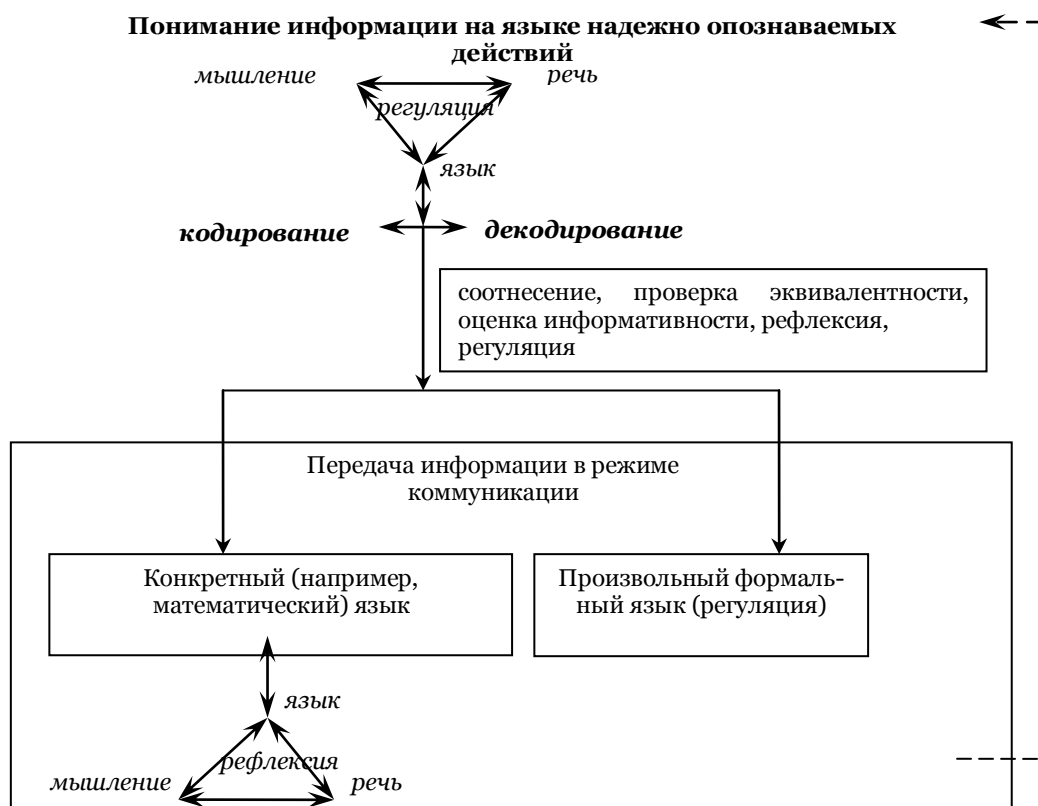 Понимание информации на языке надежно опознаваемых
действий
мышление речь
регуляция
язык
кодирование декодирование
соотнесение, проверка эквивалентности,
оценка информативности, рефлексия,
регуляция
Передача информации в режиме
коммуникации
Конкретный (например,
математический) язык
Произвольный формаль-
ный язык (регуляция)
язык
рефлексия
мышление речь